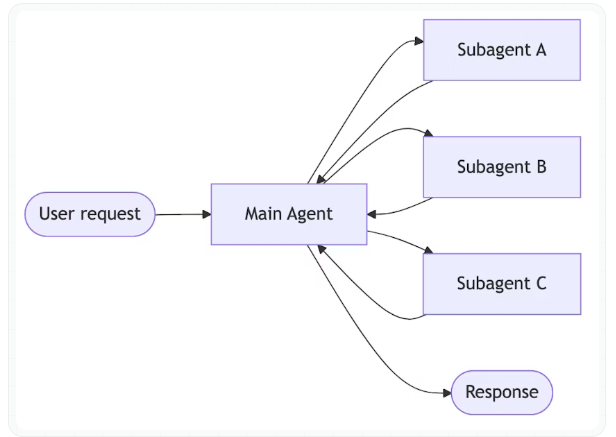 Subagent A
Subagent B
User request
Main Agent
Subagent C
Response